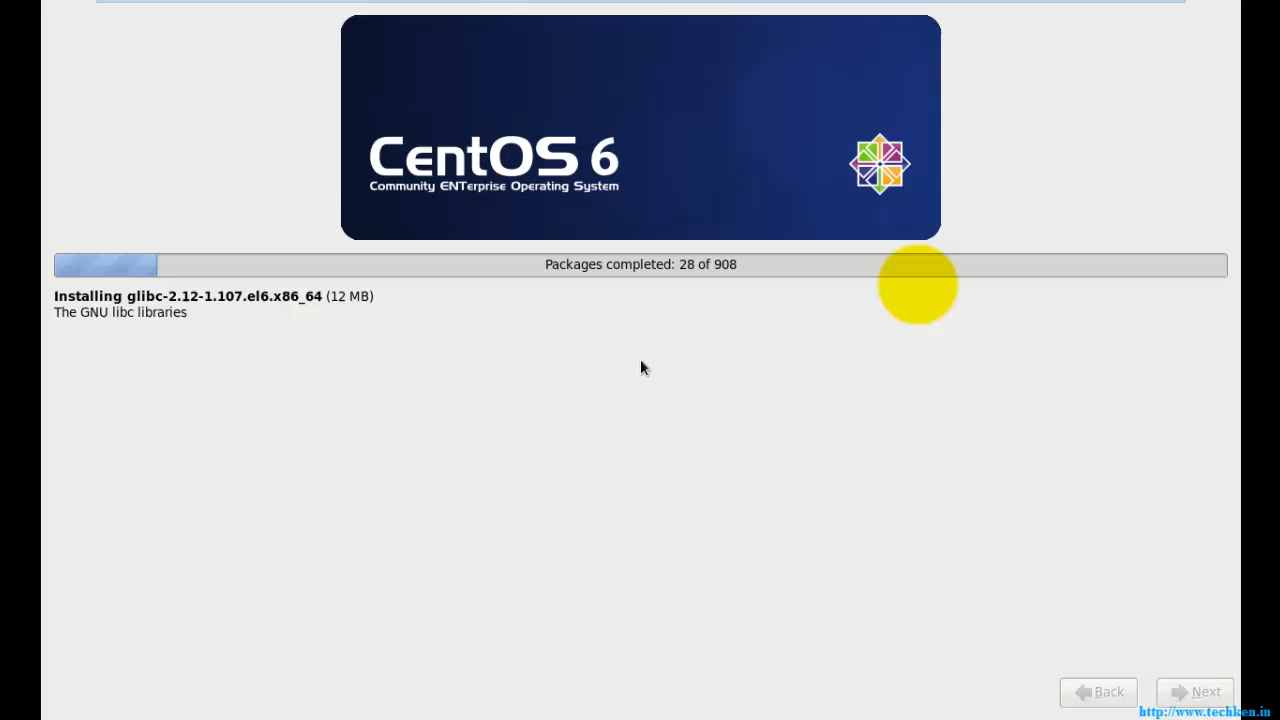 CentOS 6
Community ENTerprise Operating System
Packages completed: 28 of 908
Installing glibc-2.12-1.107.el6.x86_64 (12 MB)
The GNU libc libraries
Back
Next
http://www.techken.in